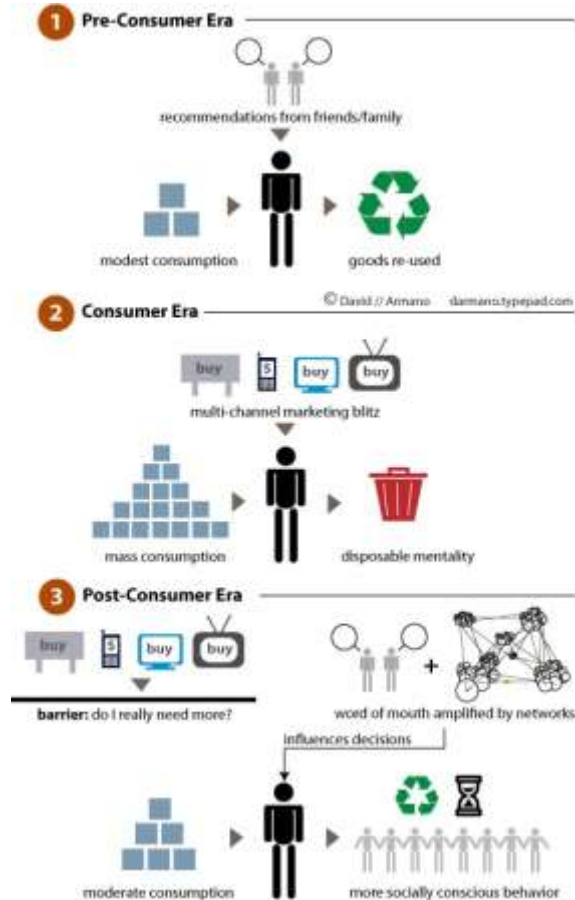 1 Pre-Consumer Era
recommendations from friends/family
modest consumption
goods re-used
© David // Armano darmano.typepad.com
2 Consumer Era
buy
$
buy
buy
multi-channel marketing blitz
mass consumption
disposable mentality
3 Post-Consumer Era
buy
$
buy
buy
+
barrier: do I really need more?
word of mouth amplified by networks
influences decisions
moderate consumption
more socially conscious behavior